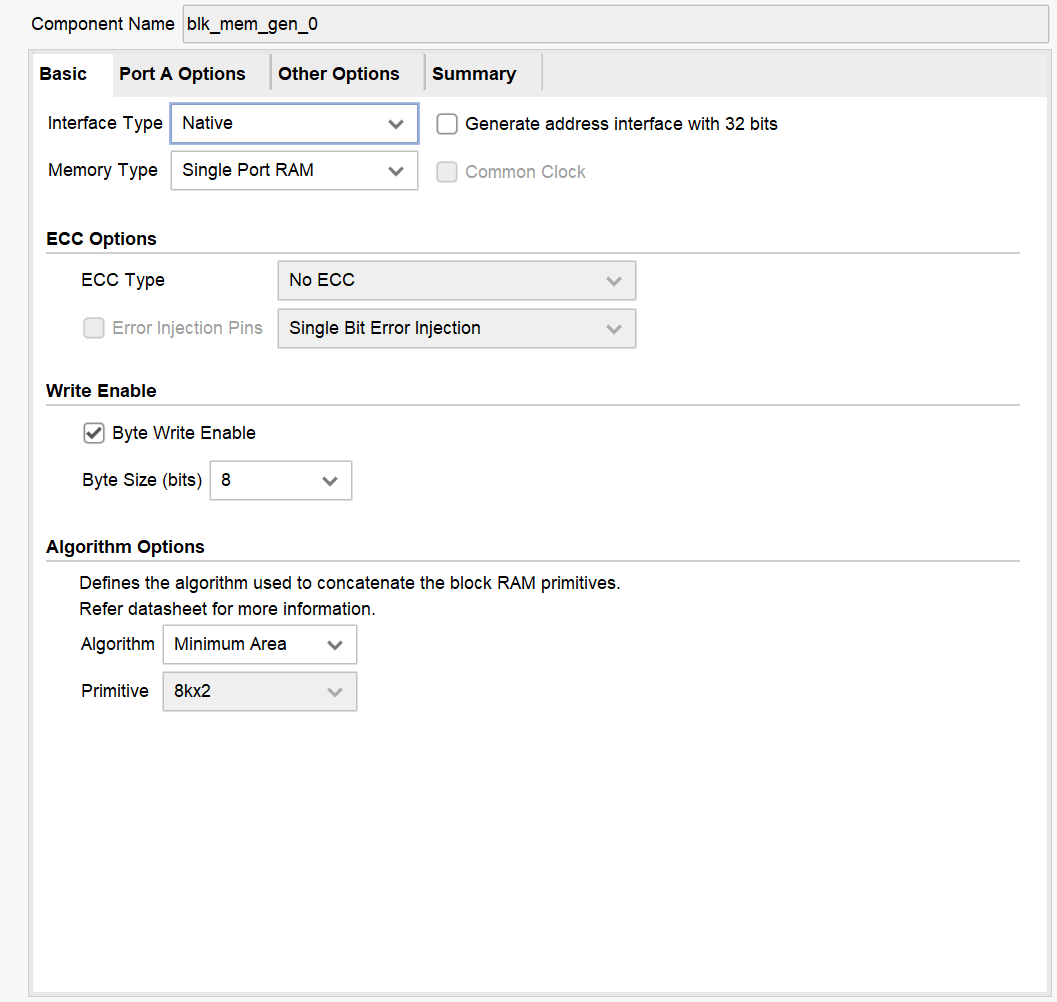 Component Name blk_mem_gen_0
Basic Port A Options Other Options Summary
Interface Type Native Generate address interface with 32 bits
Memory Type Single Port RAM Common Clock
ECC Options
ECC Type No ECC
Error Injection Pins Single Bit Error Injection
Write Enable
Byte Write Enable
Byte Size (bits) 8
Algorithm Options
Defines the algorithm used to concatenate the block RAM primitives.
Refer datasheet for more information.
Algorithm Minimum Area
Primitive 8kx2